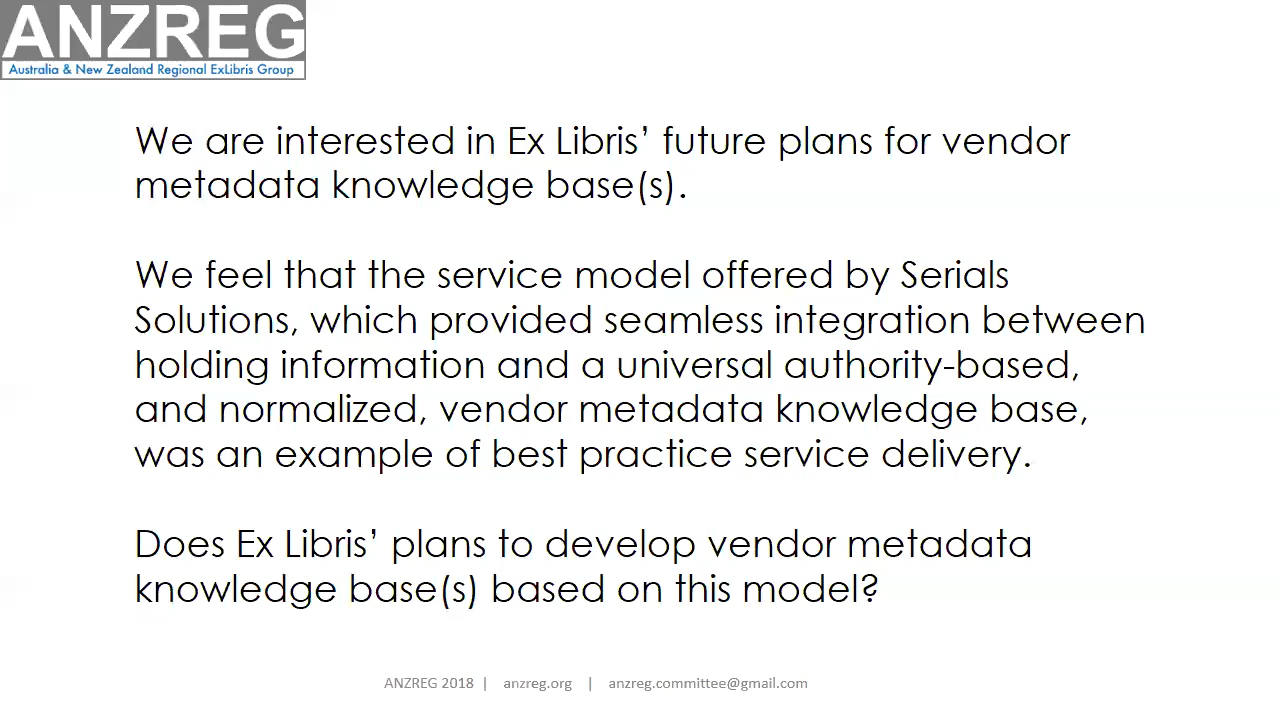 ANZREG
Australia & New Zealand Regional ExLibris Group
We are interested in Ex Libris’ future plans for vendor
metadata knowledge base(s).
We feel that the service model offered by Serials
Solutions, which provided seamless integration between
holding information and a universal authority-based,
and normalized, vendor metadata knowledge base,
was an example of best practice service delivery.
Does Ex Libris’ plans to develop vendor metadata
knowledge base(s) based on this model?
ANZREG 2018 | anzreg.org | anzreg.committee@gmail.com